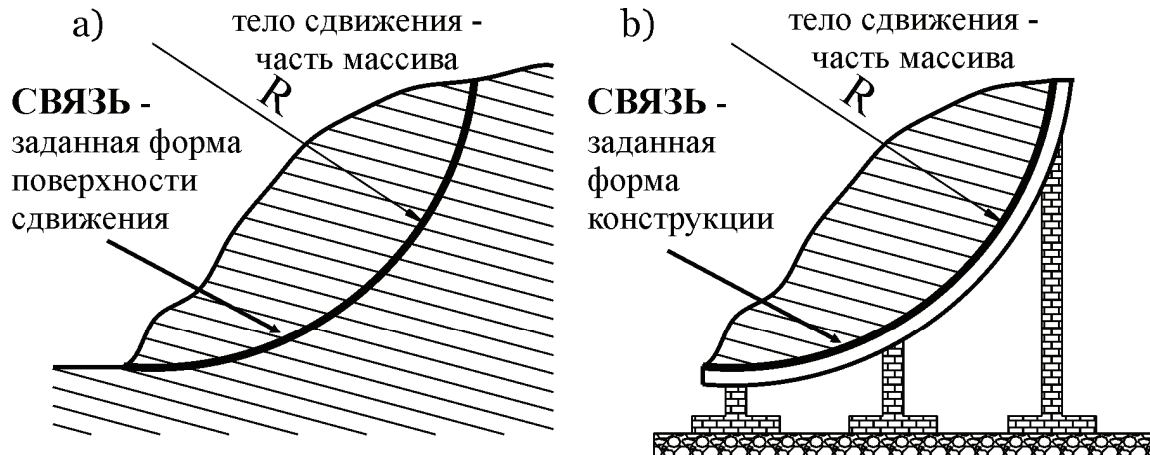 a)
тело сдвижения -
часть массива
R
СВЯЗЬ -
заданная форма
поверхности
сдвижения
b)
тело сдвижения -
часть массива
R
СВЯЗЬ -
заданная
форма
конструкции